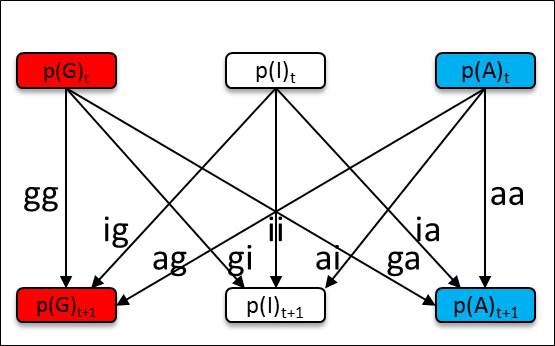 p(G)t p(I)t p(A)t
gg aa
ig ii ia
ag gi ai ga
p(G)t+1 p(I)t+1 p(A)t+1